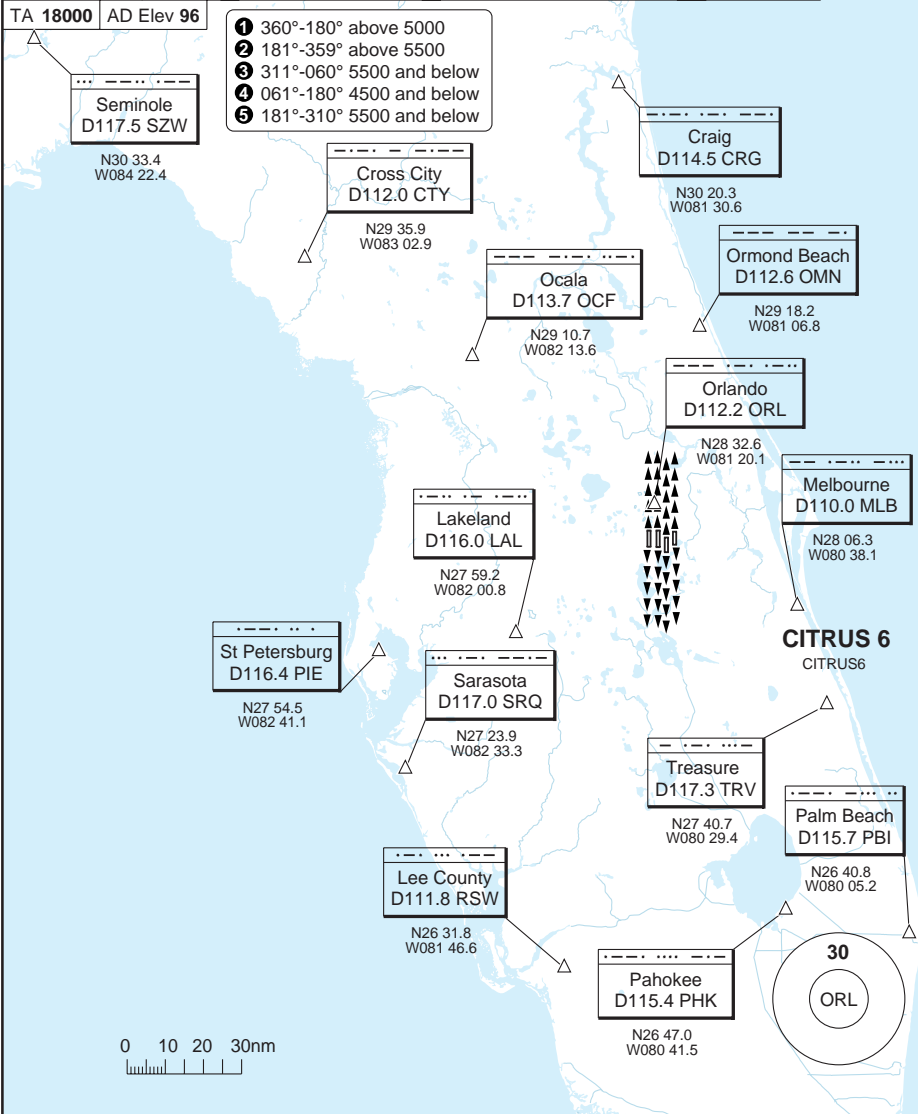 TA 18000 AD Elev 96
1 360°-180° above 5000
2 181°-359° above 5500
3 311°-060° 5500 and below
4 061°-180° 4500 and below
5 181°-310° 5500 and below
Seminole
D117.5 SZW
N30 33.4
W084 22.4
Craig
D114.5 CRG
N30 20.3
W081 30.6
Cross City
D112.0 CTY
N29 35.9
W083 02.9
Ormond Beach
D112.6 OMN
N29 18.2
W081 06.8
Ocala
D113.7 OCF
N29 10.7
W082 13.6
Orlando
D112.2 ORL
N28 32.6
W081 20.1
Melbourne
D110.0 MLB
N28 06.3
W080 38.1
Lakeland
D116.0 LAL
N27 59.2
W082 00.8
CITRUS 6
CITRUS6
St Petersburg
D116.4 PIE
N27 54.5
W082 41.1
Sarasota
D117.0 SRQ
N27 23.9
W082 33.3
Treasure
D117.3 TRV
N27 40.7
W080 29.4
Palm Beach
D115.7 PBI
N26 40.8
W080 05.2
Lee County
D111.8 RSW
N26 31.8
W081 46.6
Pahokee
D115.4 PHK
N26 47.0
W080 41.5
30
ORL
0 10 20 30nm